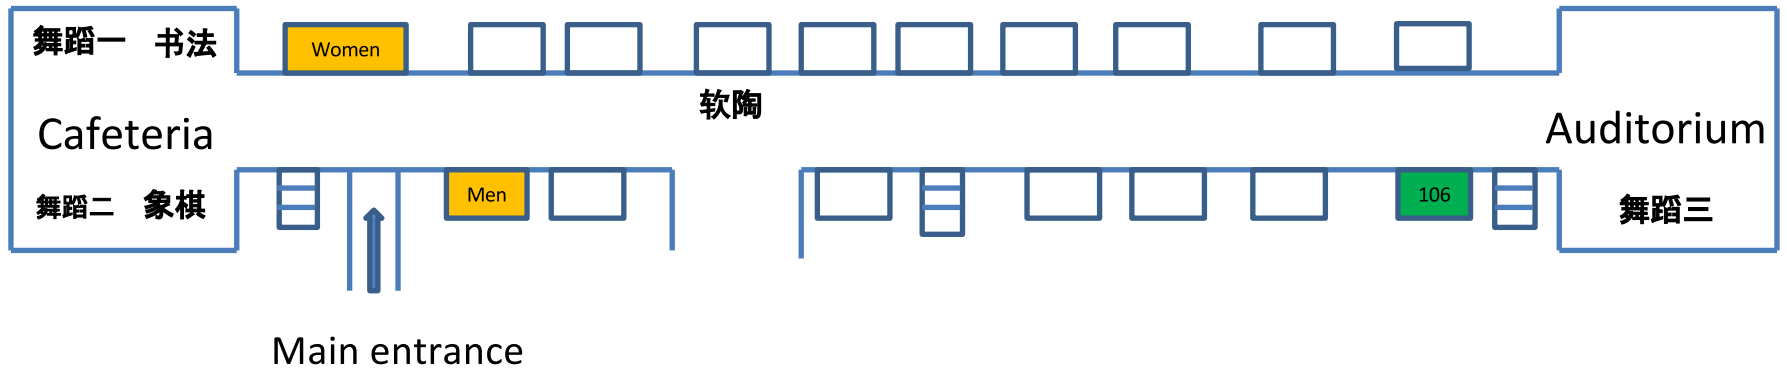 舞蹈一 书法
Women
软陶
Cafeteria
Auditorium
舞蹈二 象棋
Men
106
舞蹈三
Main entrance